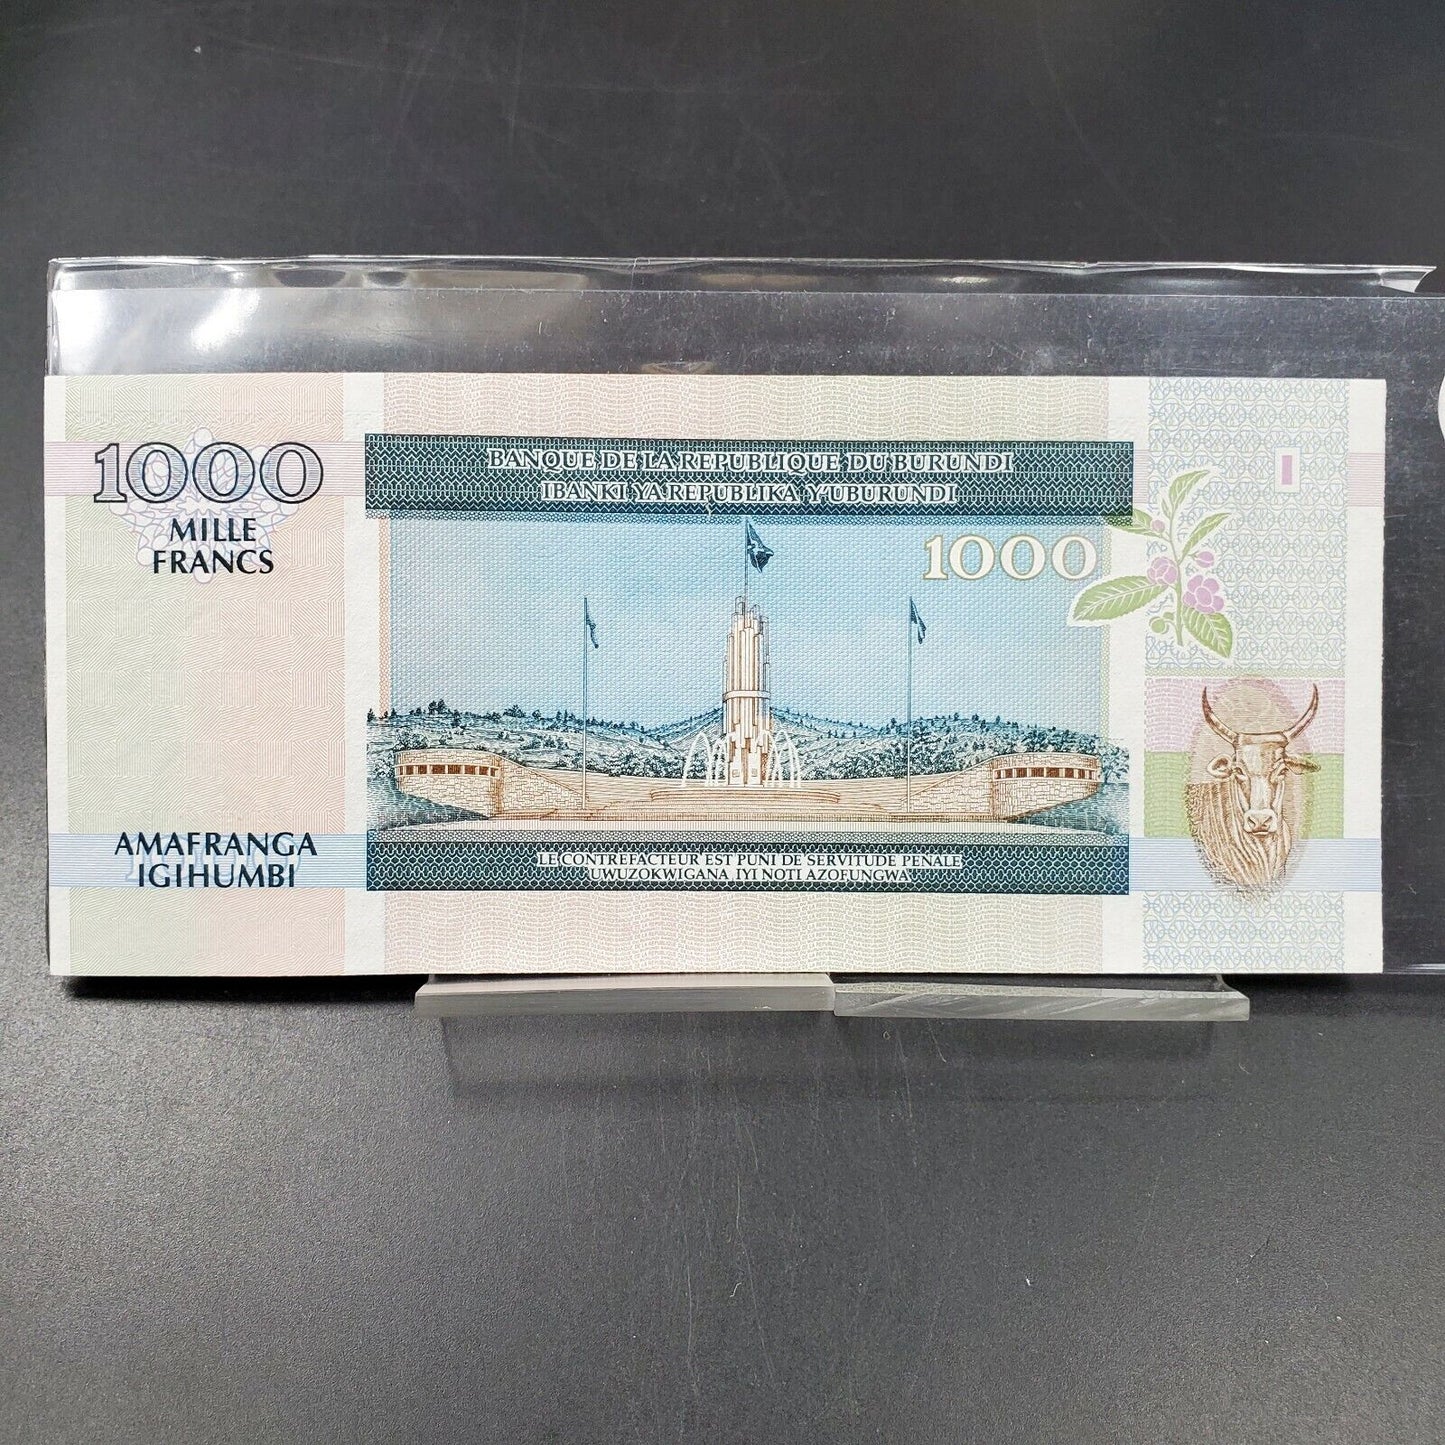 1000
MILLE
FRANCS
BANQUE DE LA REPUBLIQUE DU BURUNDI
IBANKI YA REPUBLIKA Y'UBURUNDI
1000
AMAFRANGA
IGIHUMBI
LE CONTREFACTEUR EST PUNI DE SERVITUDE PENALE
UWUZOKWIGANA IYI NOTI AZOFUNGWA